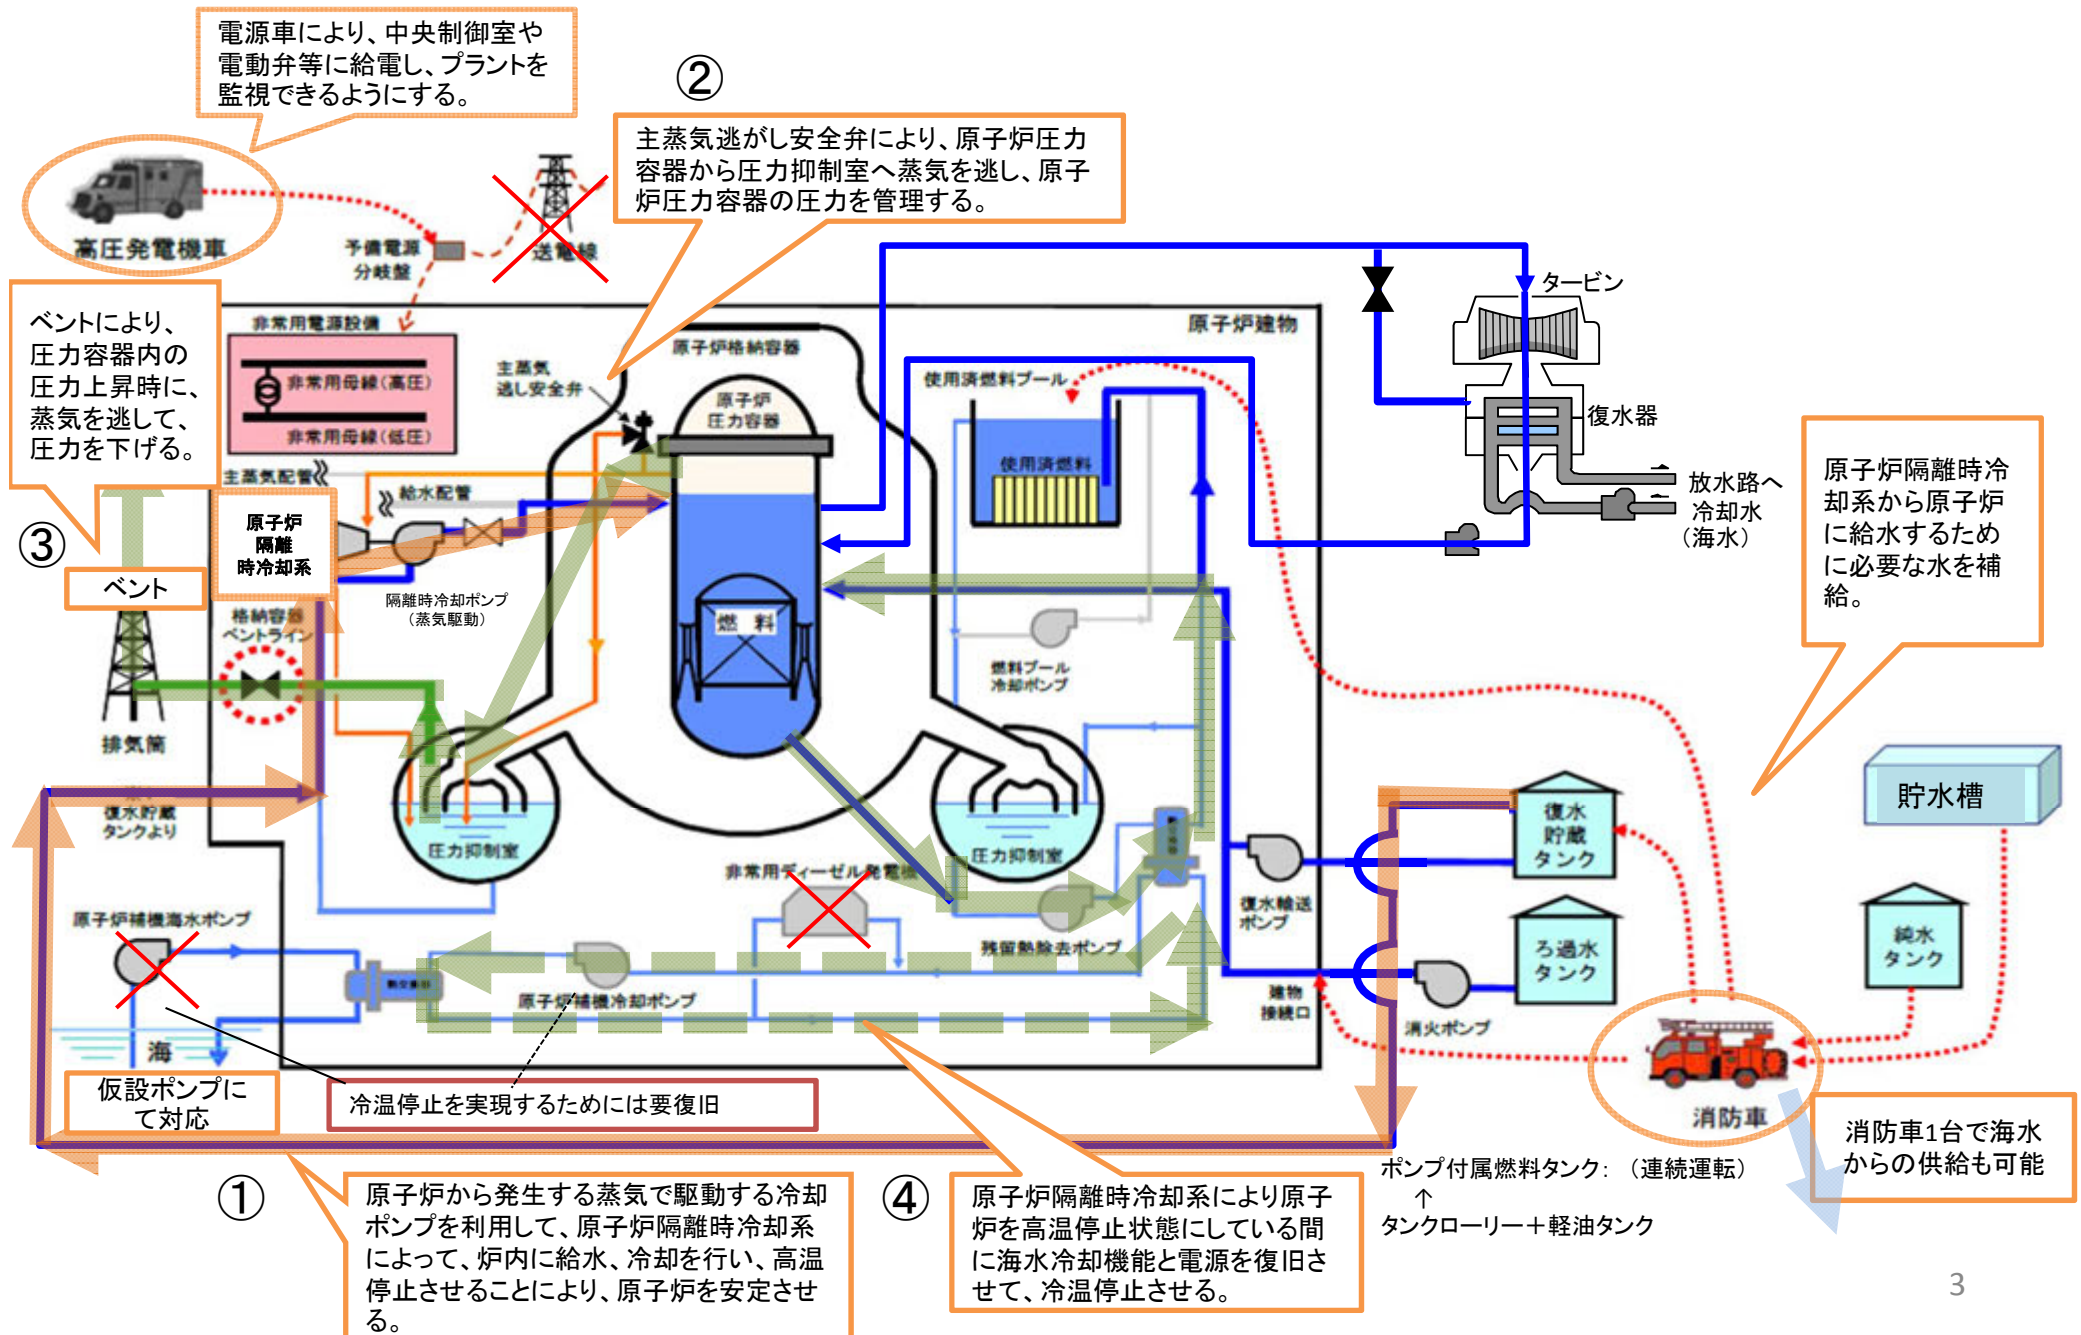 電源車により、中央制御室や
電動弁等に給電し、プラントを
監視できるようにする。
②
主蒸気逃がし安全弁により、原子炉圧力
容器から圧力抑制室へ蒸気を逃し、原子
炉圧力容器の圧力を管理する。
高圧発電機車
予備電源
分岐盤
送電線
ベントにより、
圧力容器内の
圧力上昇時に、
蒸気を逃して、
圧力を下げる。
③
非常用電源設備
非常用母線(高圧)
非常用母線(低圧)
主蒸気
逃し安全弁
原子炉格納容器
原子炉
圧力容器
原子炉建物
使用済燃料プール
使用済燃料
タービン
復水器
放水路へ
冷却水
(海水)
原子炉隔離時冷
却系から原子炉
に給水するため
に必要な水を補
給。
主蒸気配管
給水配管
原子炉
隔離
時冷却系
隔離時冷却ポンプ
(蒸気駆動)
ベント
格納容器
ベントライン
排気筒
燃料
燃料プール
冷却ポンプ
復水貯蔵
タンクより
圧力抑制室
圧力抑制室
非常用ディーゼル発電機
残留熱除去ポンプ
復水輸送
ポンプ
復水
貯蔵
タンク
貯水槽
ろ過水
タンク
純水
タンク
原子炉補機海水ポンプ
原子炉補機冷却ポンプ
建物
接続口
消火ポンプ
海
消防車
仮設ポンプに
て対応
冷温停止を実現するためには要復旧
消防車1台で海水
からの供給も可能
ポンプ付属燃料タンク：（連続運転）
↑
タンクローリー＋軽油タンク
①
原子炉から発生する蒸気で駆動する冷却
ポンプを利用して、原子炉隔離時冷却系
によって、炉内に給水、冷却を行い、高温
停止させることにより、原子炉を安定させ
る。
④
原子炉隔離時冷却系により原子
炉を高温停止状態にしている間
に海水冷却機能と電源を復旧さ
せて、冷温停止させる。
3